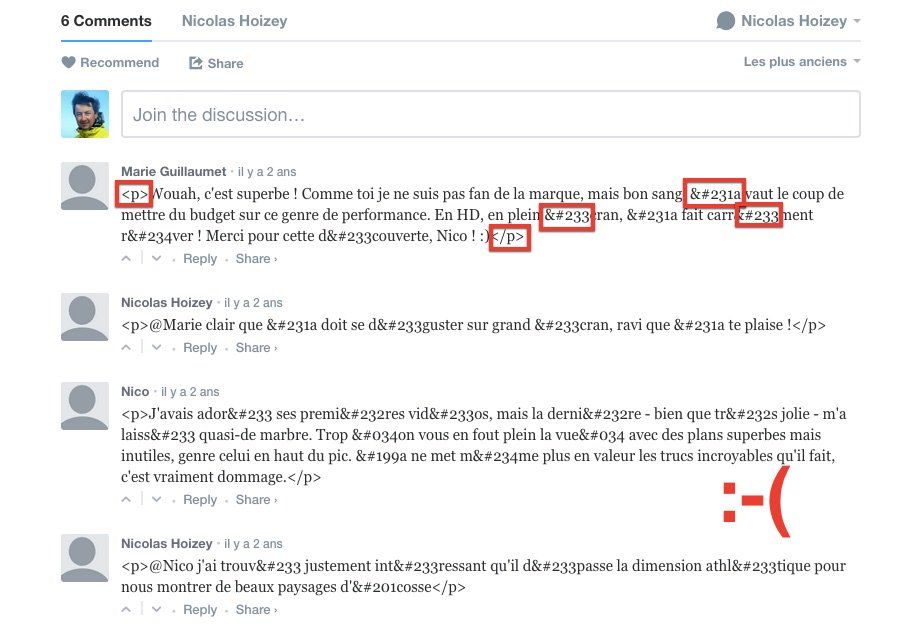 6 Comments Nicolas Hoizey Nicolas Hoizey
Recommend Share Les plus anciens
Join the discussion…
Marie Guillaumet · il y a 2 ans
<p>Wouah, c'est superbe ! Comme toi je ne suis pas fan de la marque, mais bon sang, &#231a vaut le coup de
mettre du budget sur ce genre de performance. En HD, en plein &#233cran, &#231a fait carr&#233ment
r&#234ver ! Merci pour cette d&#233couverte, Nico ! :)</p>
Reply Share ›
Nicolas Hoizey · il y a 2 ans
<p>@Marie clair que &#231a doit se d&#233guster sur grand &#233cran, ravi que &#231a te plaise !</p>
Reply Share ›
Nico · il y a 2 ans
<p>J'avais ador&#233 ses premi&#232res vid&#233os, mais la derni&#232re - bien que tr&#232s jolie - m'a
laiss&#233 quasi-de marbre. Trop &#034on vous en fout plein la vue&#034 avec des plans superbes mais
inutiles, genre celui en haut du pic. &#199a ne met m&#234me plus en valeur les trucs incroyables qu'il fait,
c'est vraiment dommage.</p>
Reply Share ›
:-(
Nicolas Hoizey · il y a 2 ans
<p>@Nico j'ai trouv&#233 justement int&#233ressant qu'il d&#233passe la dimension athl&#233tique pour
nous montrer de beaux paysages d'&#201cosse</p>
Reply Share ›